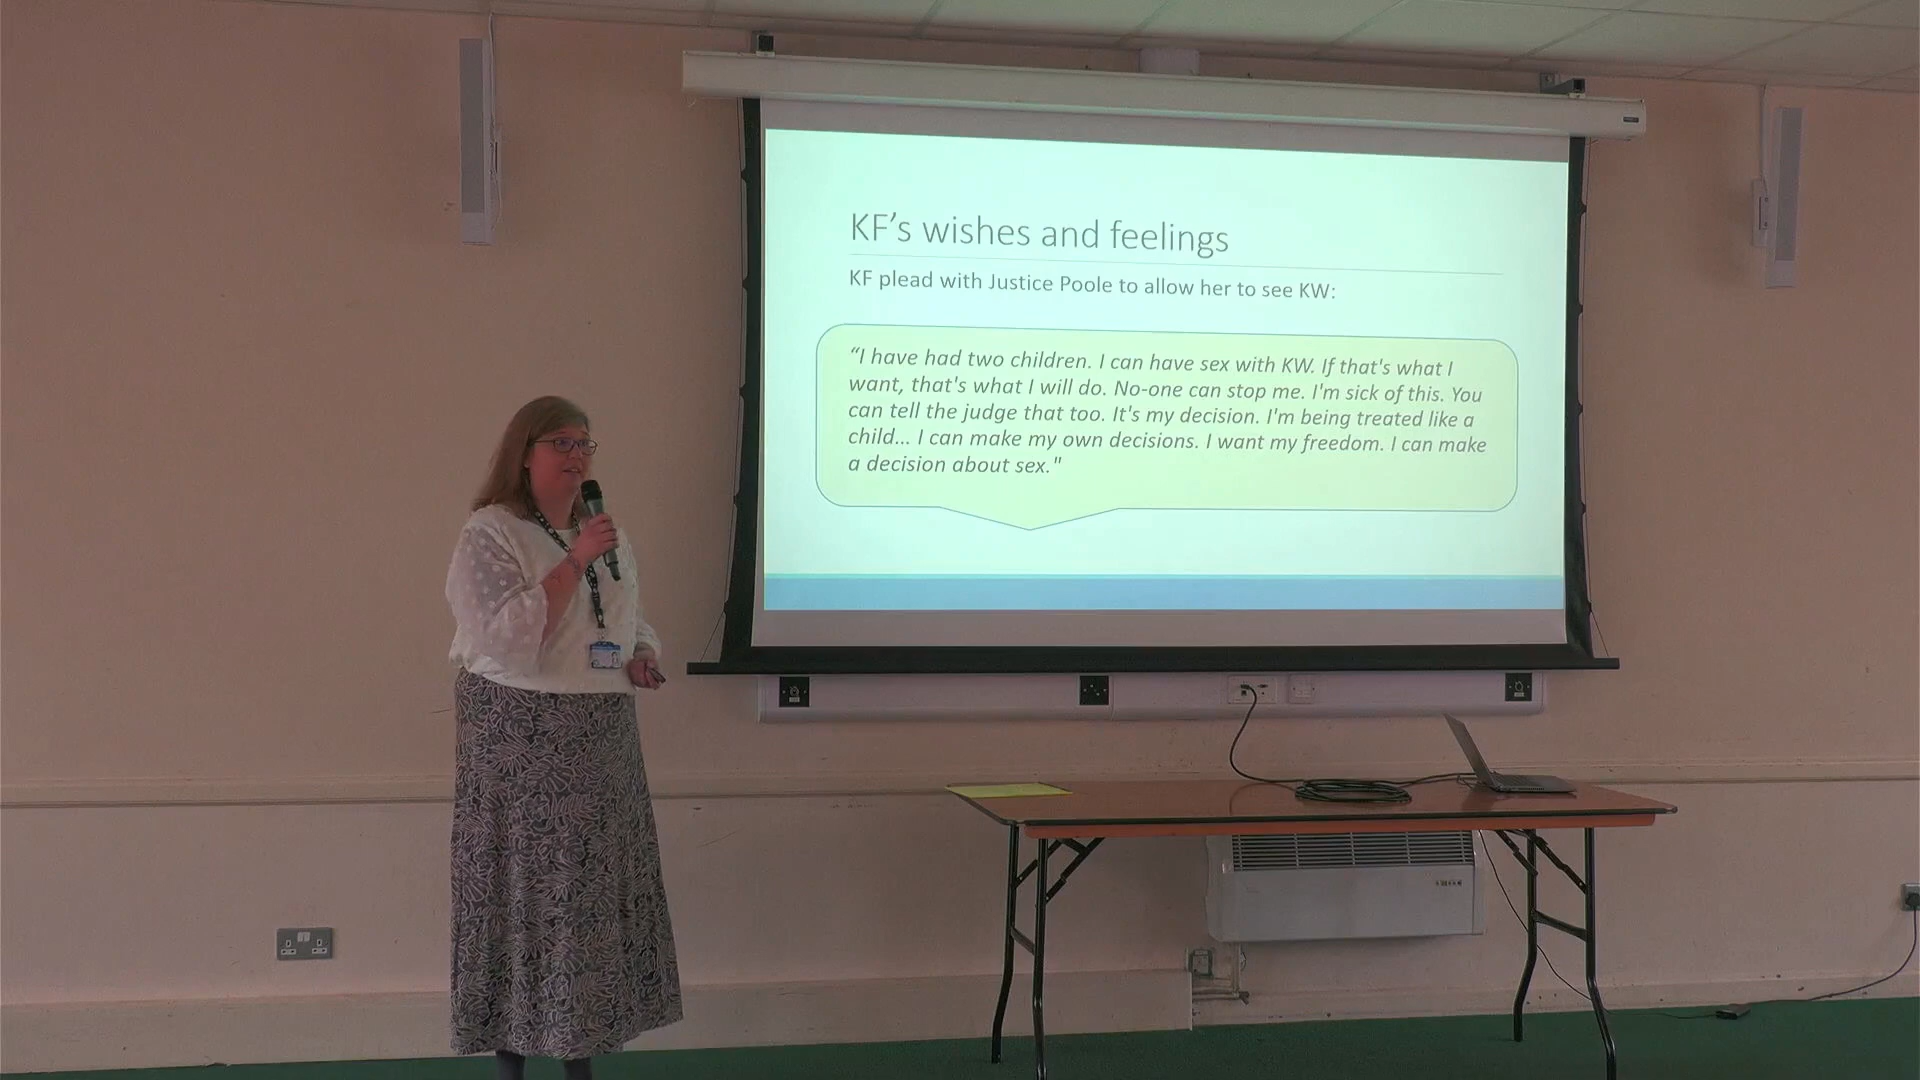 KF’s wishes and feelings
KF plead with Justice Poole to allow her to see KW:
“I have had two children. I can have sex with KW. If that's what I
want, that's what I will do. No-one can stop me. I'm sick of this. You
can tell the judge that too. It's my decision. I'm being treated like a
child... I can make my own decisions. I want my freedom. I can make
a decision about sex."